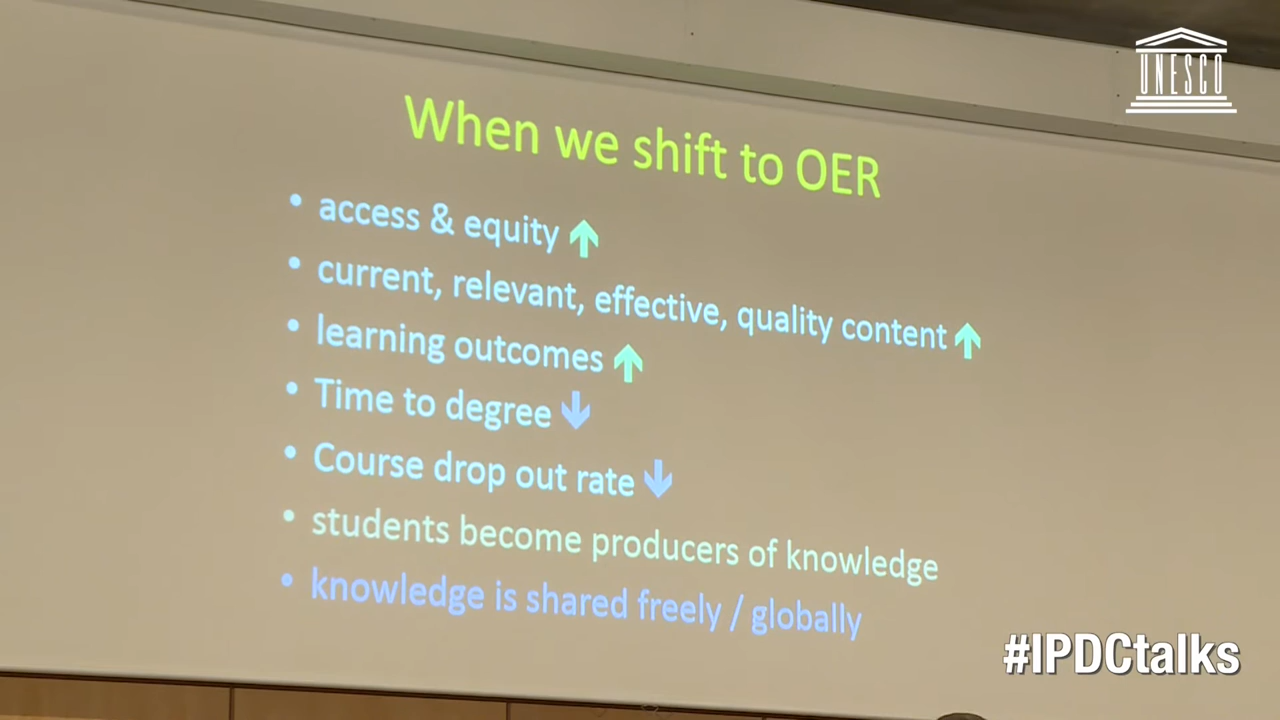 UNESCO
When we shift to OER
• access & equity ↑
• current, relevant, effective, quality content ↑
• learning outcomes ↑
• Time to degree ↓
• Course drop out rate ↓
• students become producers of knowledge
• knowledge is shared freely / globally
#IPDCtalks